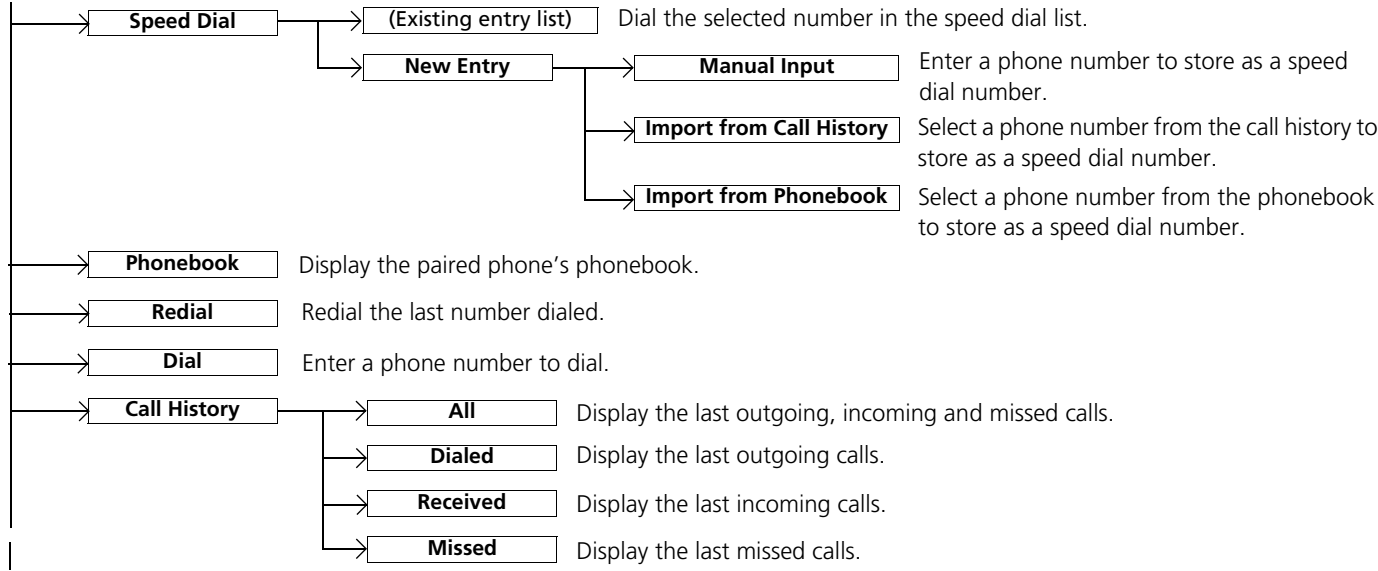 Speed Dial
(Existing entry list)
Dial the selected number in the speed dial list.
New Entry
Manual Input
Enter a phone number to store as a speed
dial number.
Import from Call History
Select a phone number from the call history to
store as a speed dial number.
Import from Phonebook
Select a phone number from the phonebook
to store as a speed dial number.
Phonebook
Display the paired phone's phonebook.
Redial
Redial the last number dialed.
Dial
Enter a phone number to dial.
Call History
All
Display the last outgoing, incoming and missed calls.
Dialed
Display the last outgoing calls.
Received
Display the last incoming calls.
Missed
Display the last missed calls.